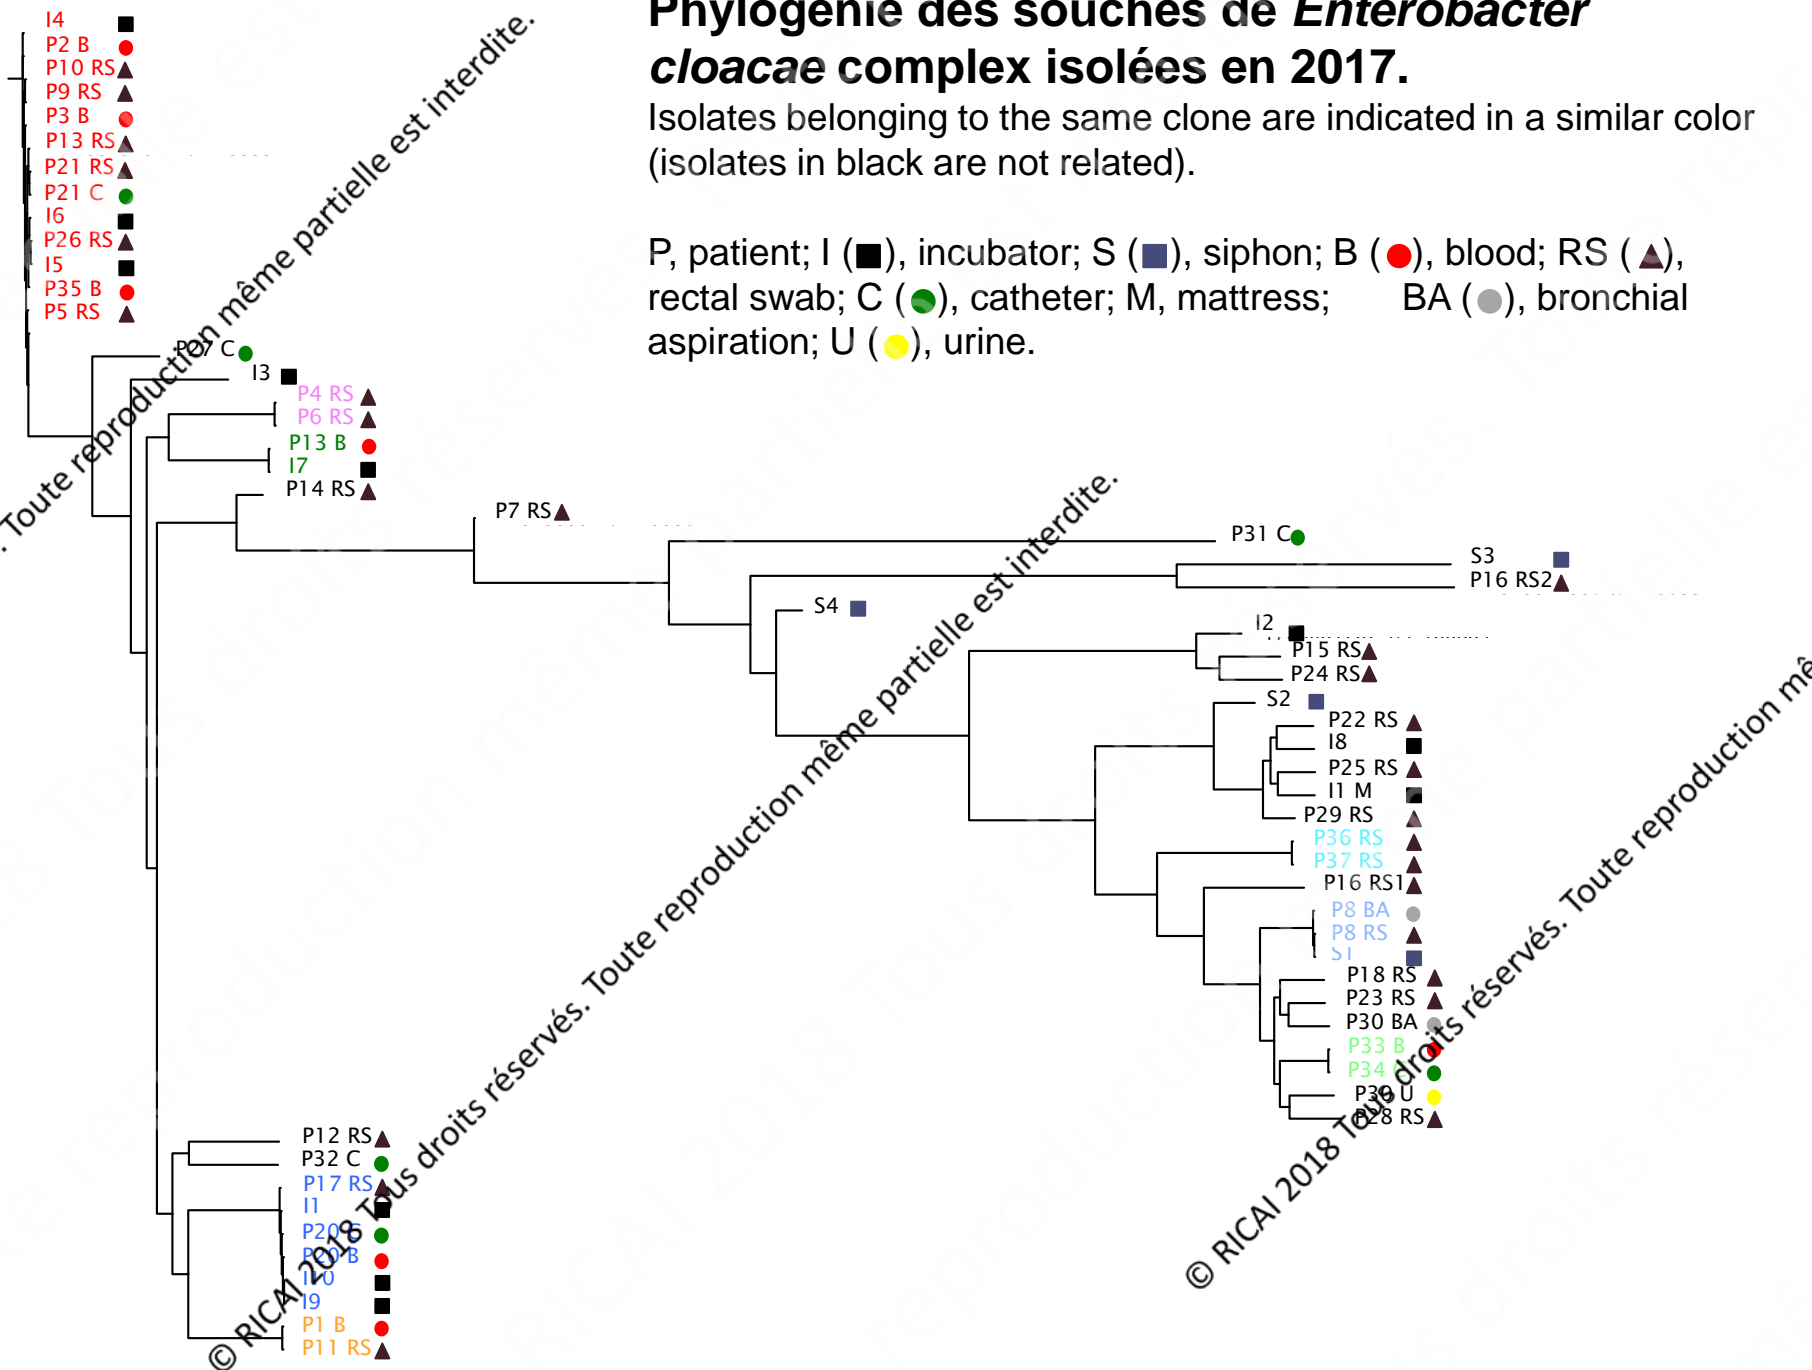 Phylogénie des souches de Enterobacter
cloacae complex isolées en 2017.
Isolates belonging to the same clone are indicated in a similar color
(isolates in black are not related).
P, patient; I (■), incubator; S (■), siphon; B (●), blood; RS (▲),
rectal swab; C (●), catheter; M, mattress; BA (●), bronchial
aspiration; U (●), urine.
I4
P2 B
P10 RS
P9 RS
P3 B
P13 RS
P21 RS
P21 C
I6
P26 RS
I5
P35 B
P5 RS
P27 C
I3
P4 RS
P6 RS
P13 B
I7
P14 RS
P7 RS
P31 C
S3
P16 RS2
S4
I2
P15 RS
P24 RS
S2
P22 RS
I8
P25 RS
I1 M
P29 RS
P36 RS
P37 RS
P16 RS1
P8 BA
P8 RS
S1
P18 RS
P23 RS
P30 BA
P33 B
P34 C
P39 U
P28 RS
P12 RS
P32 C
P17 RS
I1
P20 C
P20 B
I10
I9
P1 B
P11 RS
. Toute reproduction même partielle est interdite.
© RICAI 2018 Tous droits réservés. Toute reproduction même partielle est interdite.
© RICAI 2018 Tous droits réservés. Toute reproduction mê